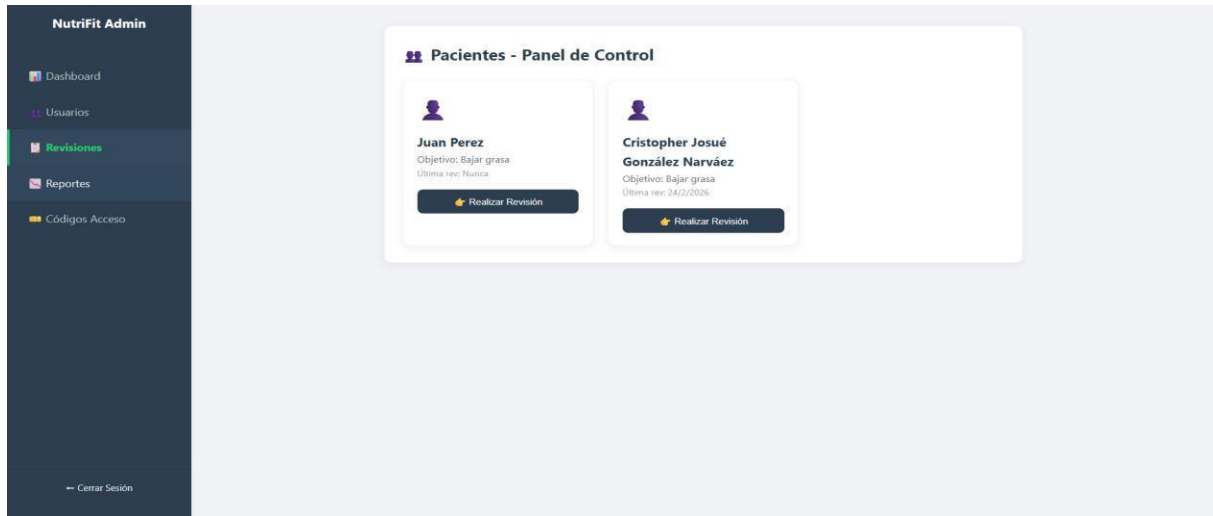 NutriFit Admin
Dashboard
Usuarios
Revisiones
Reportes
Códigos Acceso
← Cerrar Sesión
Pacientes - Panel de Control
Juan Perez
Objetivo: Bajar grasa
Última rev: Nunca
Realizar Revisión
Cristopher Josué
González Narváez
Objetivo: Bajar grasa
Última rev: 24/2/2026
Realizar Revisión